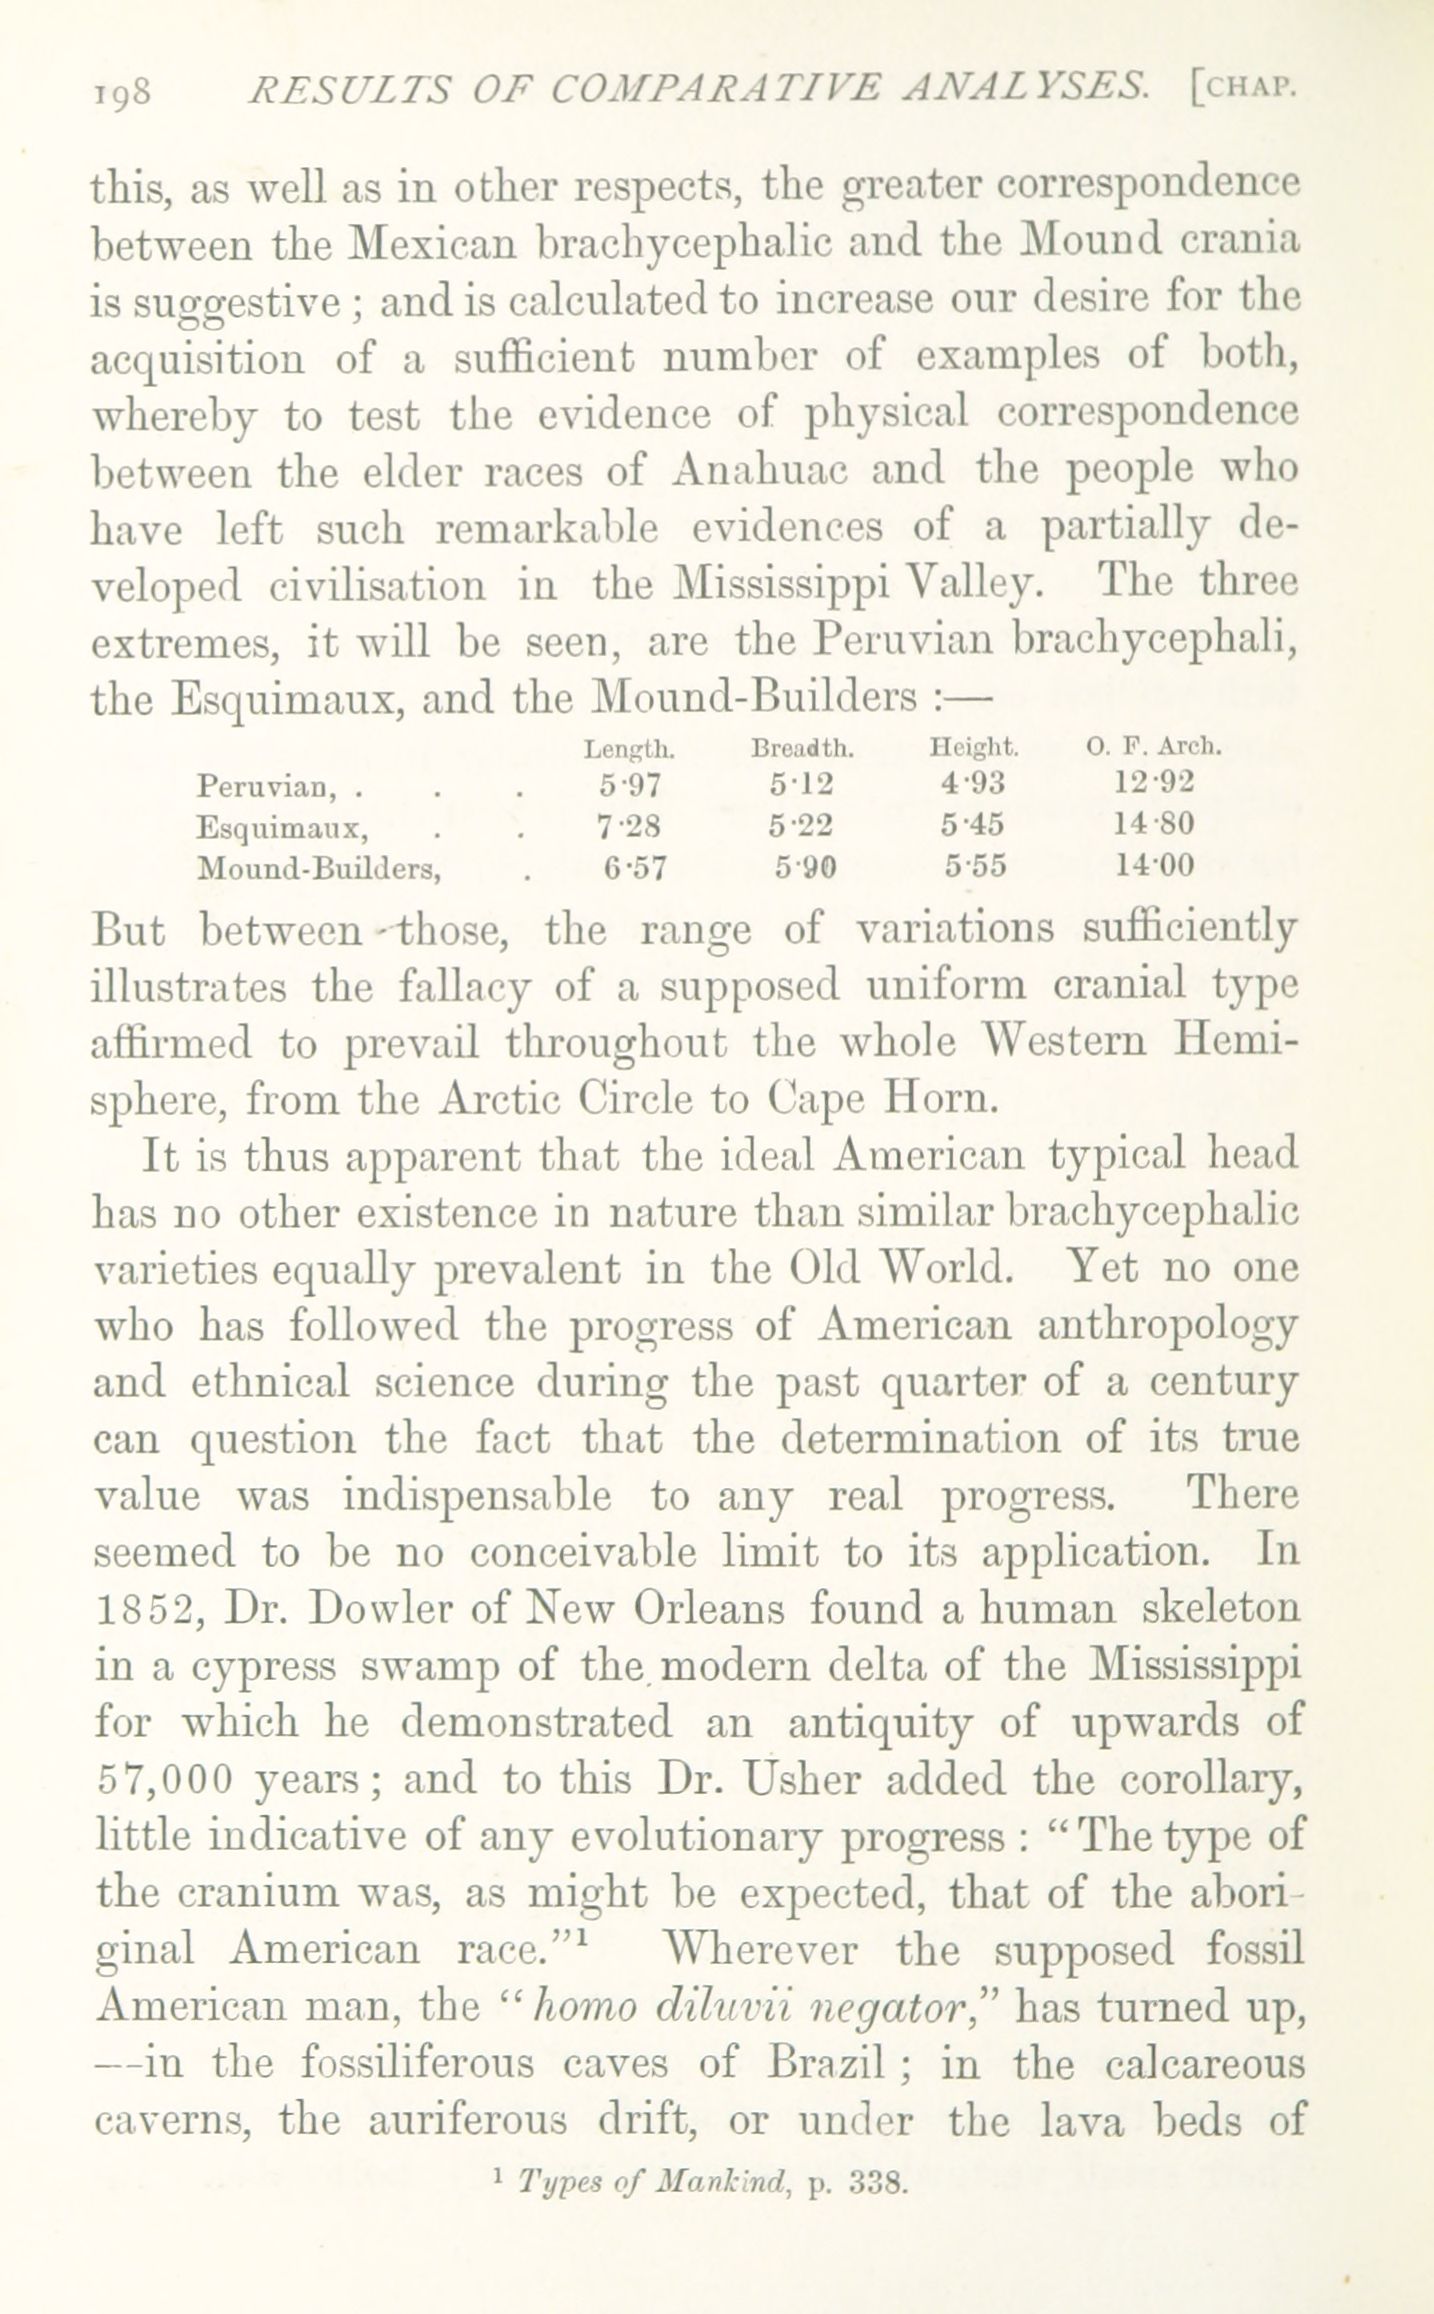 198 RESULTS OF COMPARATIVE ANALYSES. [CHAP.
this, as well as in other respects, the greater correspondence
between the Mexican brachycephalic and the Mound crania
is suggestive ; and is calculated to increase our desire for the
acquisition of a sufficient number of examples of both,
whereby to test the evidence of physical correspondence
between the elder races of Anahuac and the people who
have left such remarkable evidences of a partially de-
veloped civilisation in the Mississippi Valley. The three
extremes, it will be seen, are the Peruvian brachycephali,
the Esquimaux, and the Mound-Builders :—
Length. Breadth. Height. O. F. Arch.
Peruvian, . . . 5·97 5·12 4·93 12·92
Esquimaux, . . 7·28 5·22 5·45 14·80
Mound-Builders, . 6·57 5·90 5·55 14·00
But between those, the range of variations sufficiently
illustrates the fallacy of a supposed uniform cranial type
affirmed to prevail throughout the whole Western Hemi-
sphere, from the Arctic Circle to Cape Horn.
It is thus apparent that the ideal American typical head
has no other existence in nature than similar brachycephalic
varieties equally prevalent in the Old World. Yet no one
who has followed the progress of American anthropology
and ethnical science during the past quarter of a century
can question the fact that the determination of its true
value was indispensable to any real progress. There
seemed to be no conceivable limit to its application. In
1852, Dr. Dowler of New Orleans found a human skeleton
in a cypress swamp of the modern delta of the Mississippi
for which he demonstrated an antiquity of upwards of
57,000 years ; and to this Dr. Usher added the corollary,
little indicative of any evolutionary progress : “The type of
the cranium was, as might be expected, that of the abori-
ginal American race.”¹ Wherever the supposed fossil
American man, the “homo diluvii negator,” has turned up,
—in the fossiliferous caves of Brazil ; in the calcareous
caverns, the auriferous drift, or under the lava beds of
¹ Types of Mankind, p. 338.